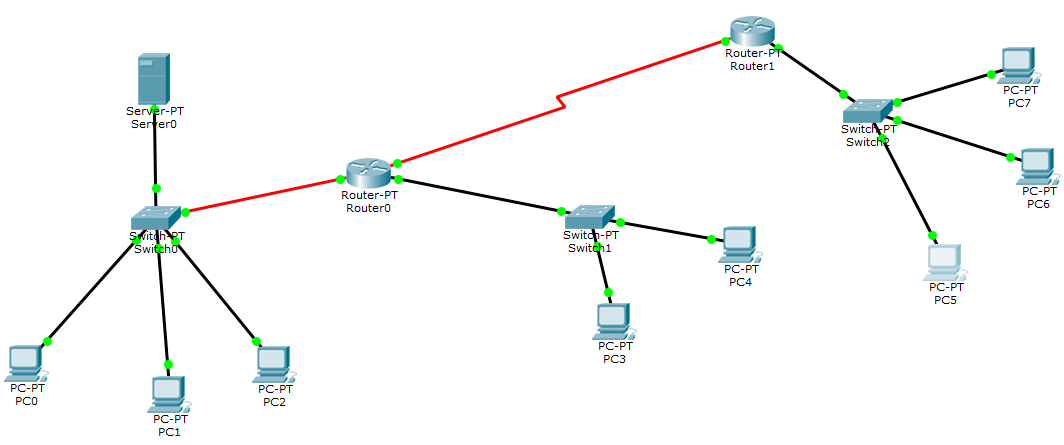 Router-PT
Router1
PC-PT
PC7
Server-PT
Server0
Switch-PT
Switch2
PC-PT
PC6
Router-PT
Router0
Switch-PT
Switch0
Switch-PT
Switch1
PC-PT
PC4
PC-PT
PC5
PC-PT
PC3
PC-PT
PC0
PC-PT
PC2
PC-PT
PC1